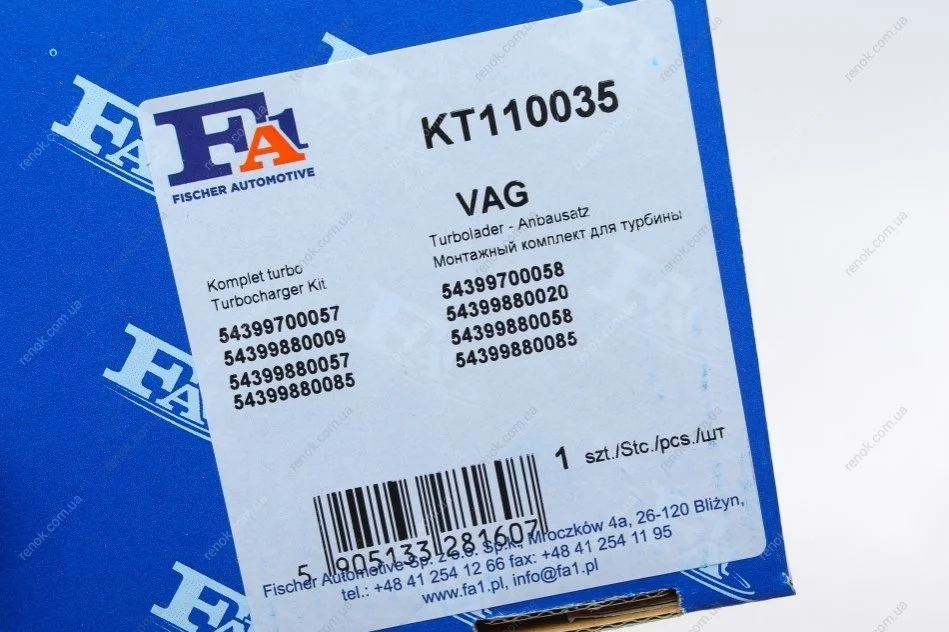 FA1
FISCHER AUTOMOTIVE
KT110035
VAG
Turbolader - Anbausatz
Монтажный комплект для турбины
Komplet turbo
Turbocharger Kit
54399700057
54399880009
54399880057
54399880085
54399700058
54399880020
54399880058
54399880085
1 szt./Stc./pcs./шт
5 905133 281607
Fischer Automotive Sp. z o.o. Sp.k., Mroczków 4a, 26-120 Bliżyn,
tel.: +48 41 254 12 66 fax: +48 41 254 11 95
www.fa1.pl, info@fa1.pl
renok.com.ua